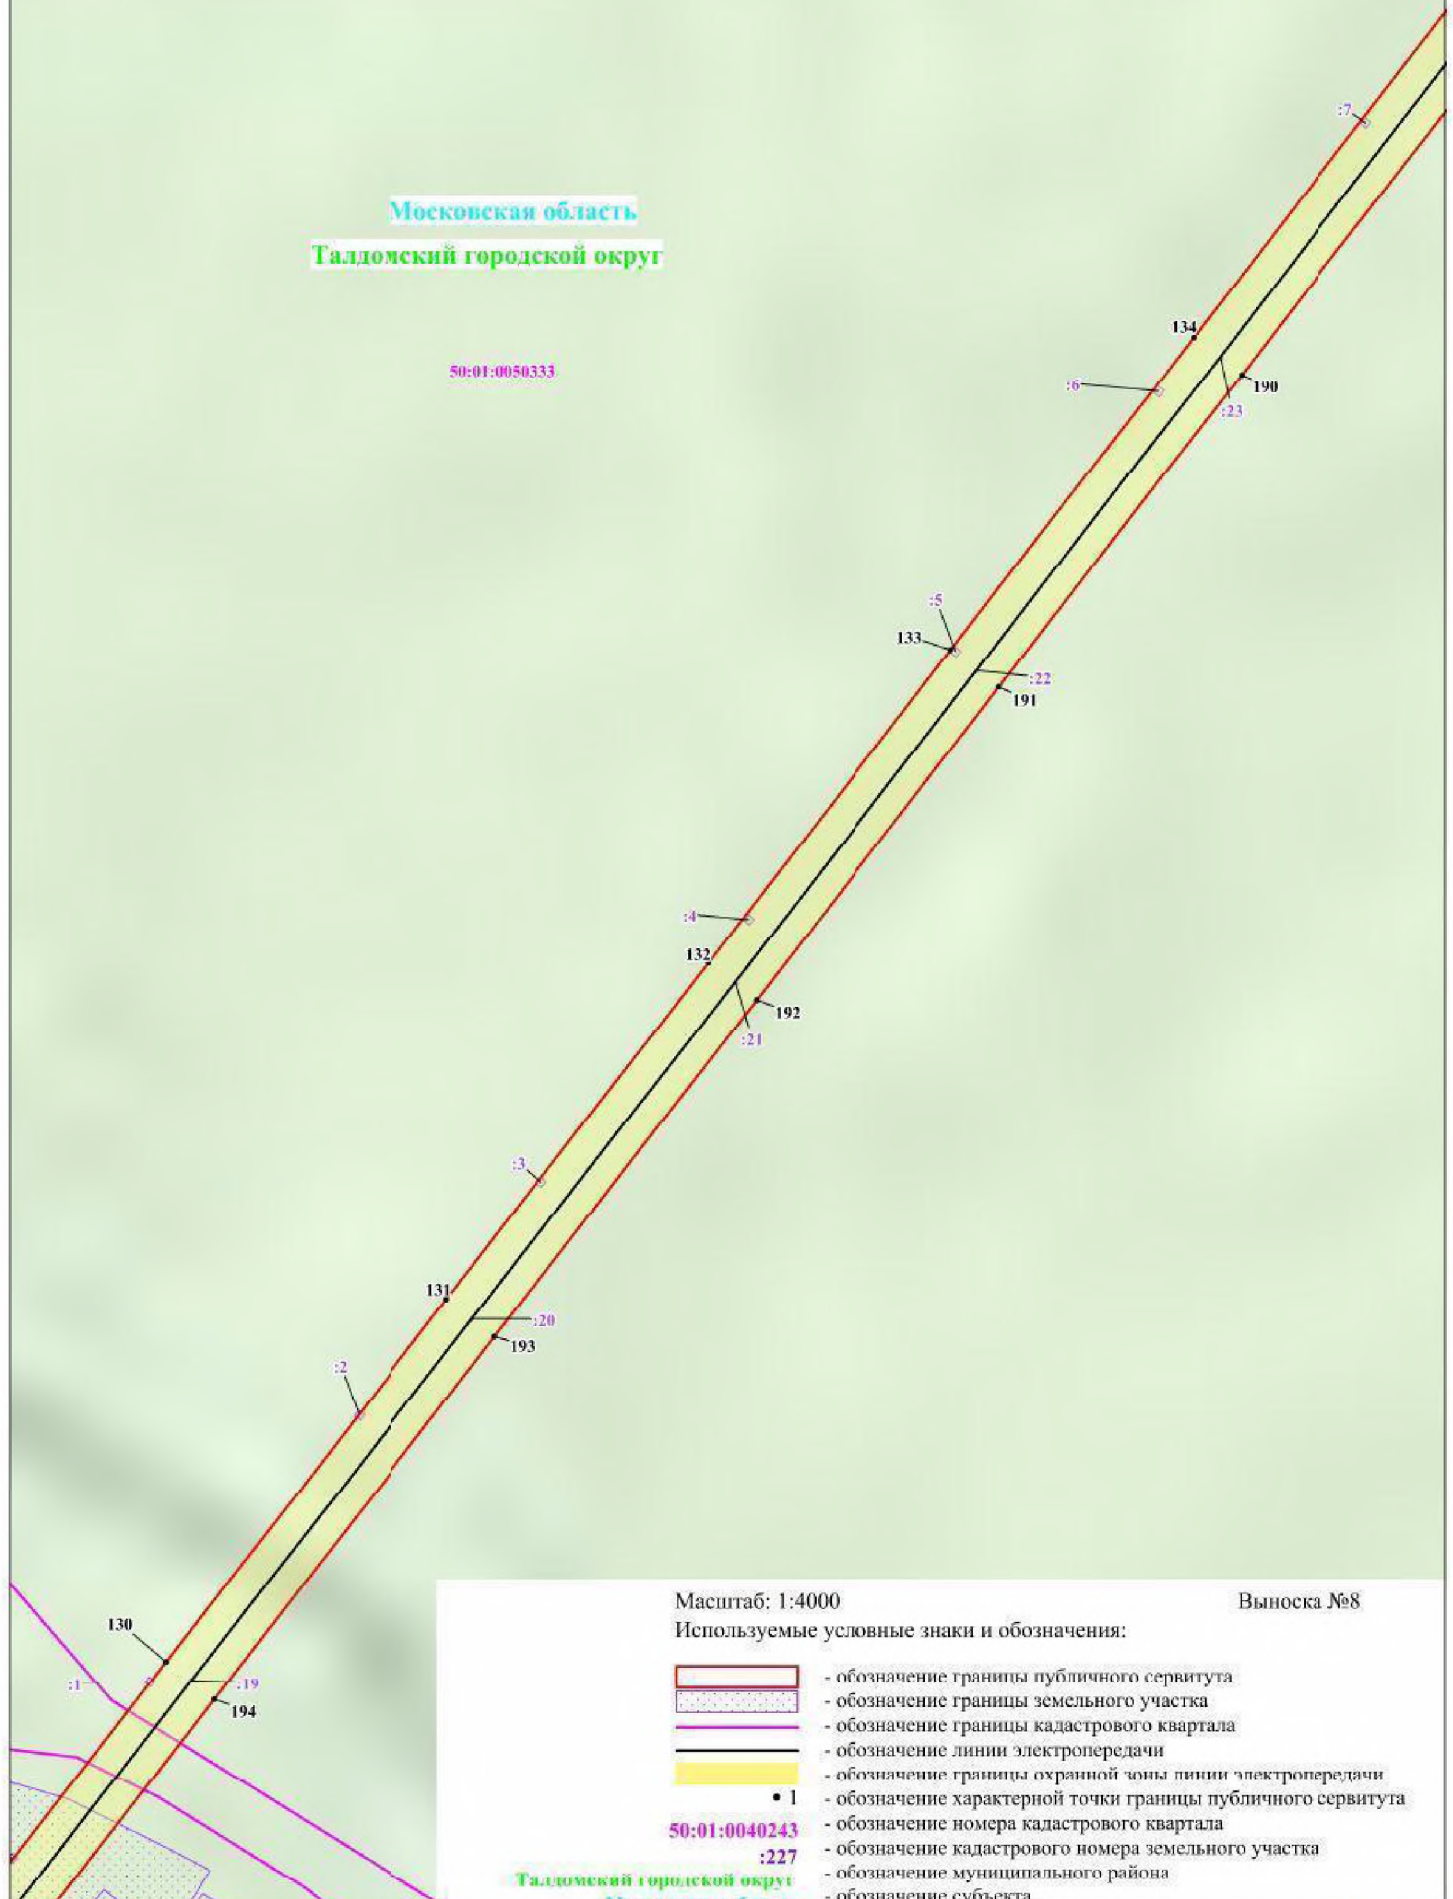 :7
Московская область
Талдомский городской округ
134
50:01:0050333
:6
190
:23
:5
133
:22
191
:4
132
192
:21
:3
131
:20
193
:2
Масштаб: 1:4000 Выноска №8
130
Используемые условные знаки и обозначения:
- обозначение границы публичного сервитута
:1
:19
194
- обозначение границы земельного участка
- обозначение границы кадастрового квартала
- обозначение линии электропередачи
- обозначение границы охранной зоны линии электропередачи
• 1 - обозначение характерной точки границы публичного сервитута
50:01:0040243 - обозначение номера кадастрового квартала
:227 - обозначение кадастрового номера земельного участка
Талдомский городской округ - обозначение муниципального района
- обозначение субъекта